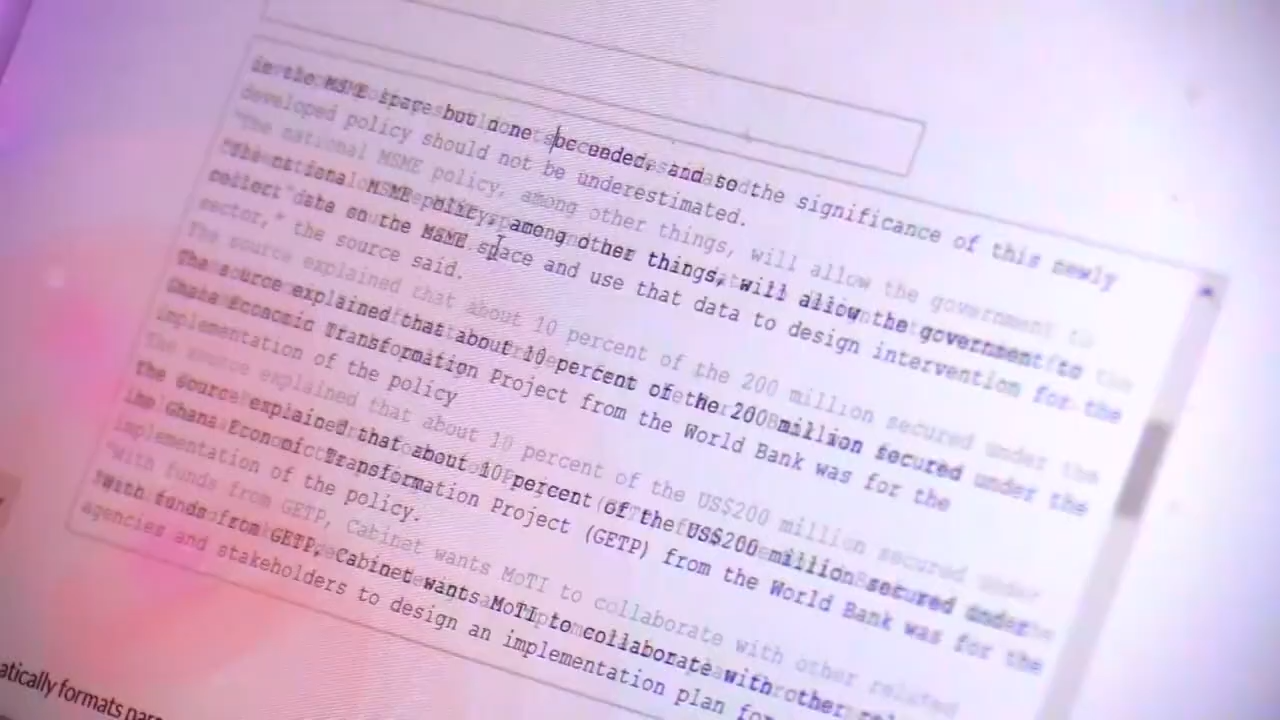 in the MSME space should not be ceeded, and so the significance of this newly
developed policy should not be underestimated.
"The national MSME policy, among other things, will allow the government to
collect data on the MSME space and use that data to design intervention for the
sector," the source said.
The source explained that about 10 percent of the 200 million secured under the
Ghana Economic Transformation Project from the World Bank was for the
implementation of the policy
The source explained that about 10 percent of the US$200 million secured under
the Ghana Economic Transformation Project (GETP) from the World Bank was for the
implementation of the policy.
"With funds from GETP, Cabinet wants MoTI to collaborate with other related
agencies and stakeholders to design an implementation plan for
atically formats